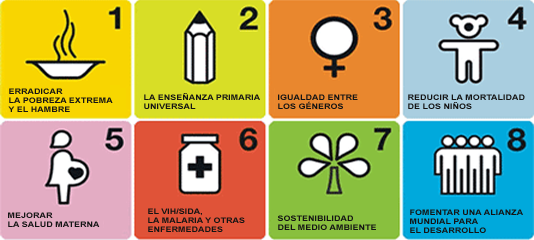 1
ERRADICAR
LA POBREZA EXTREMA
Y EL HAMBRE
2
LA ENSEÑANZA PRIMARIA
UNIVERSAL
3
IGUALDAD ENTRE
LOS GÉNEROS
4
REDUCIR LA MORTALIDAD
DE LOS NIÑOS
5
MEJORAR
LA SALUD MATERNA
6
EL VIH/SIDA,
LA MALARIA Y OTRAS
ENFERMEDADES
7
SOSTENIBILIDAD
DEL MEDIO AMBIENTE
8
FOMENTAR UNA ALIANZA
MUNDIAL PARA
EL DESARROLLO